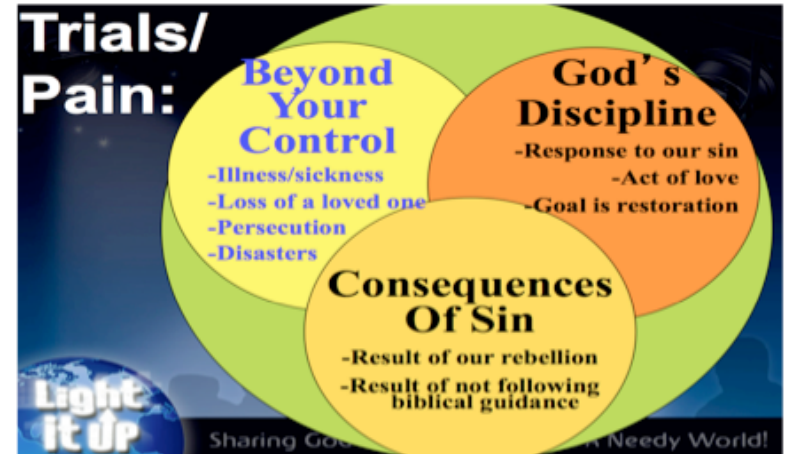 Trials/
Pain:
Beyond
Your
Control
-Illness/sickness
-Loss of a loved one
-Persecution
-Disasters
God's
Discipline
-Response to our sin
-Act of love
-Goal is restoration
Consequences
Of Sin
-Result of our rebellion
-Result of not following
biblical guidance
Light
it UP
Sharing Needy World!